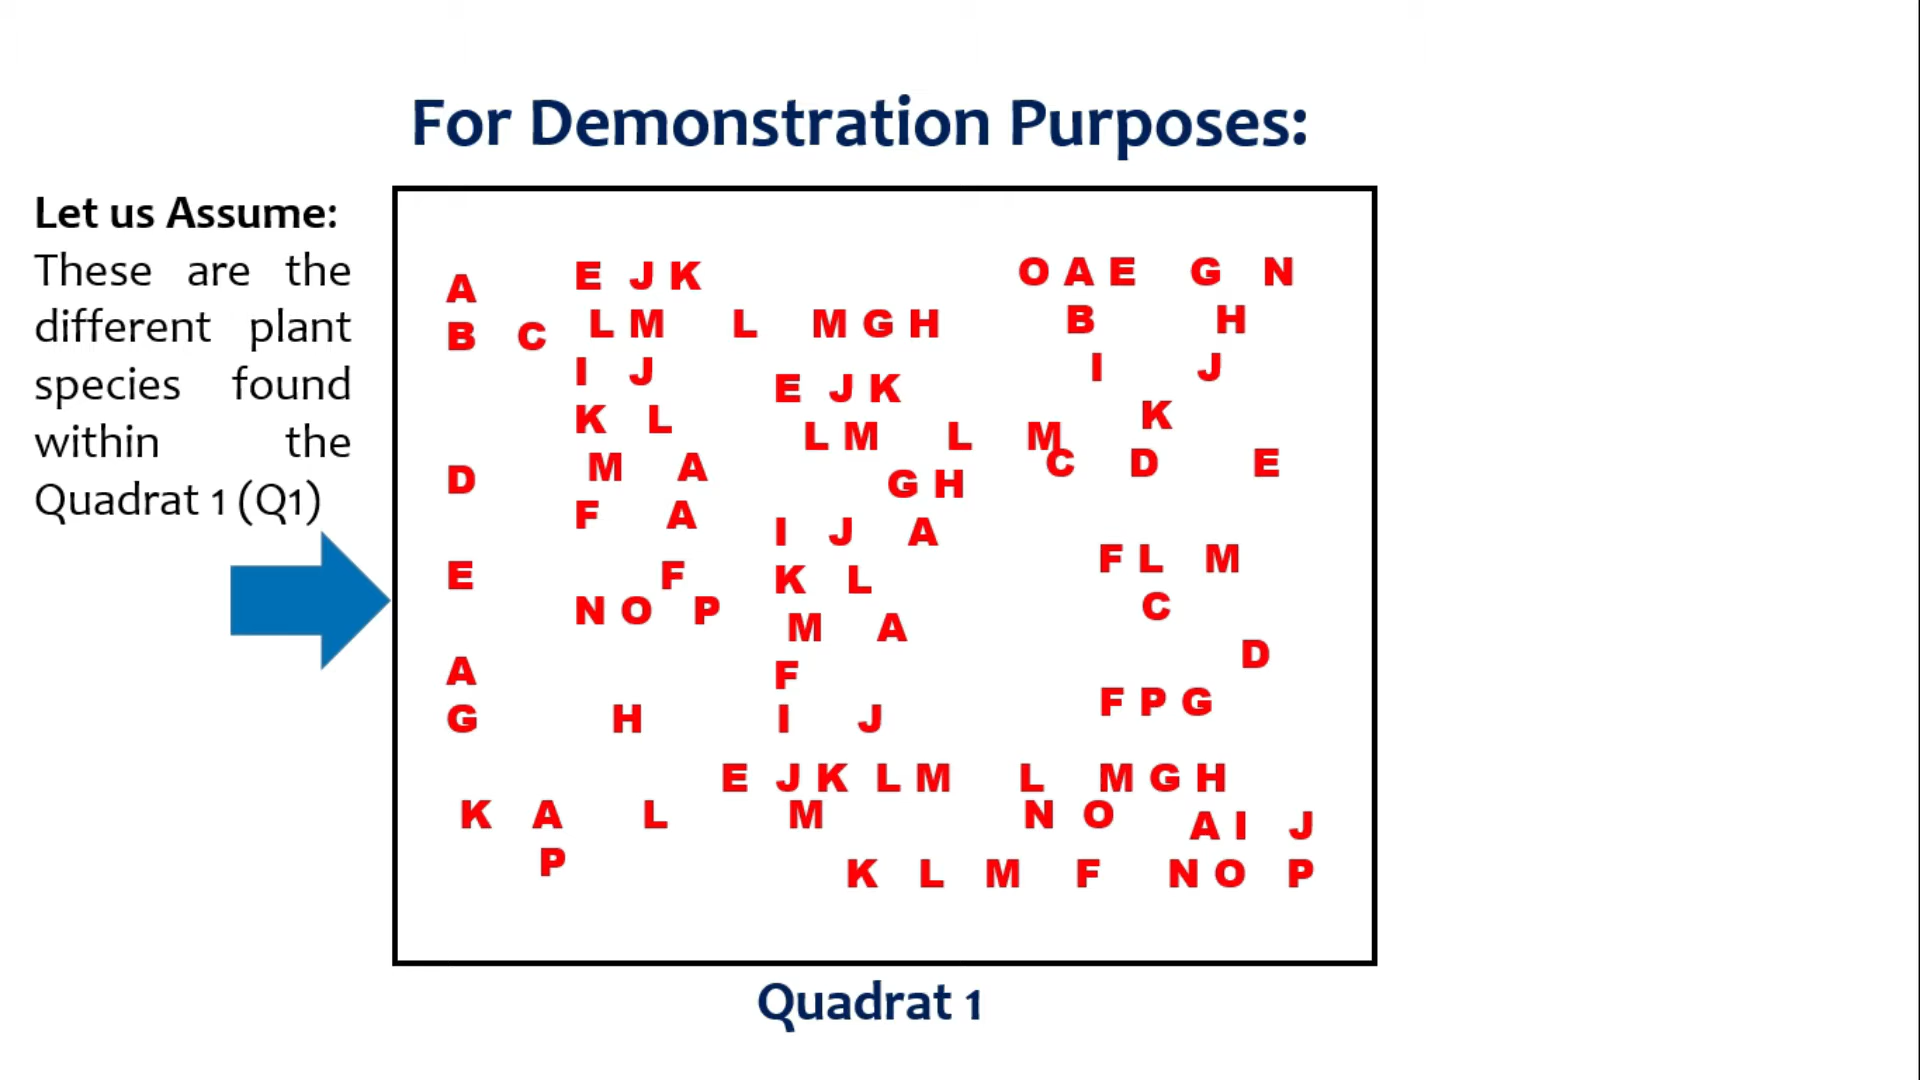 For Demonstration Purposes:
Let us Assume:
These are the
different plant
species found
within the
Quadrat 1 (Q1)
O A E G N
E J K
A
B H
L M L M G H
B C
I J
I J
E J K
K
K L
L M L M
C D E
M A
D
G H
F A
I J A
F L M
E F
K L
C
N O P
M A
D
A
F
F P G
G H I J
E J K L M L M G H
K A L M N O
A I J
P
K L M F N O P
Quadrat 1